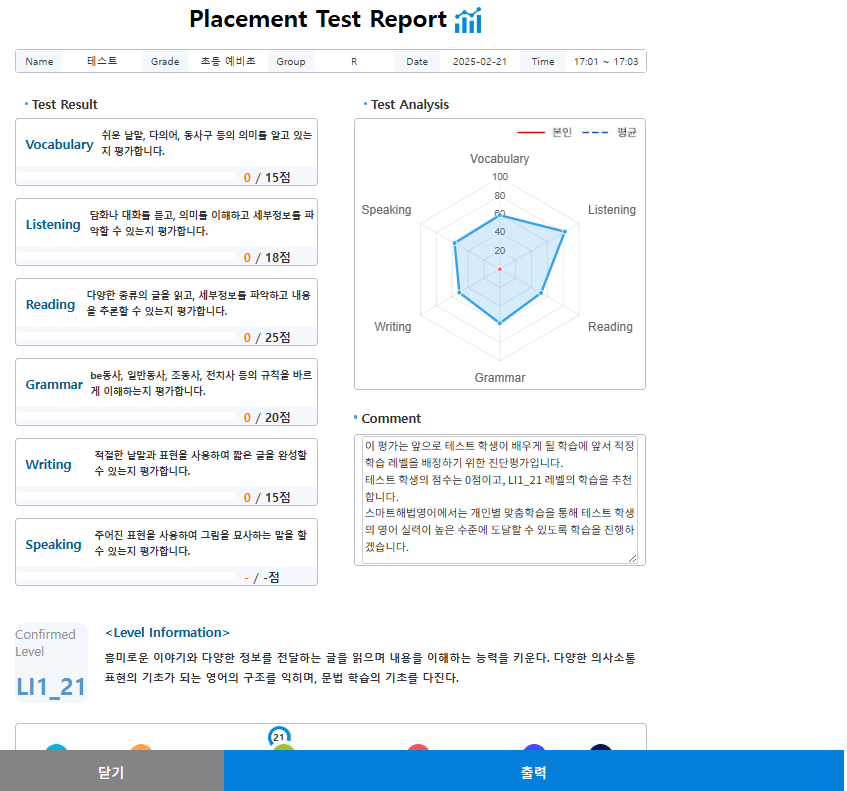 Placement Test Report
Name 테스트 Grade 초등 예비초 Group R Date 2025-02-21 Time 17:01 ~ 17:03
Test Result
Vocabulary
쉬운 낱말, 다의어, 동사구 등의 의미를 알고 있는
지 평가합니다.
0 / 15점
Listening
담화나 대화를 듣고, 의미를 이해하고 세부정보를 파
악할 수 있는지 평가합니다.
0 / 18점
Reading
다양한 종류의 글을 읽고, 세부정보를 파악하고 내용
을 추론할 수 있는지 평가합니다.
0 / 25점
Grammar
be동사, 일반동사, 조동사, 전치사 등의 규칙을 바르
게 이해하는지 평가합니다.
0 / 20점
Writing
적절한 낱말과 표현을 사용하여 짧은 글을 완성할
수 있는지 평가합니다.
0 / 15점
Speaking
주어진 표현을 사용하여 그림을 묘사하는 말을 할
수 있는지 평가합니다.
- / -점
Test Analysis
본인 평균
Vocabulary
100
80
60
40
20
Speaking
Listening
Writing
Reading
Grammar
Comment
이 평가는 앞으로 테스트 학생이 배우게 될 학습에 앞서 적정
학습 레벨을 배정하기 위한 진단평가입니다.
테스트 학생의 점수는 0점이고, LI1_21 레벨의 학습을 추천
합니다.
스마트해법영어에서는 개인별 맞춤학습을 통해 테스트 학생
의 영어 실력이 높은 수준에 도달할 수 있도록 학습을 진행하
겠습니다.
Confirmed
Level
LI1_21
<Level Information>
흥미로운 이야기와 다양한 정보를 전달하는 글을 읽으며 내용을 이해하는 능력을 키운다. 다양한 의사소통
표현의 기초가 되는 영어의 구조를 익히며, 문법 학습의 기초를 다진다.
21
닫기
출력